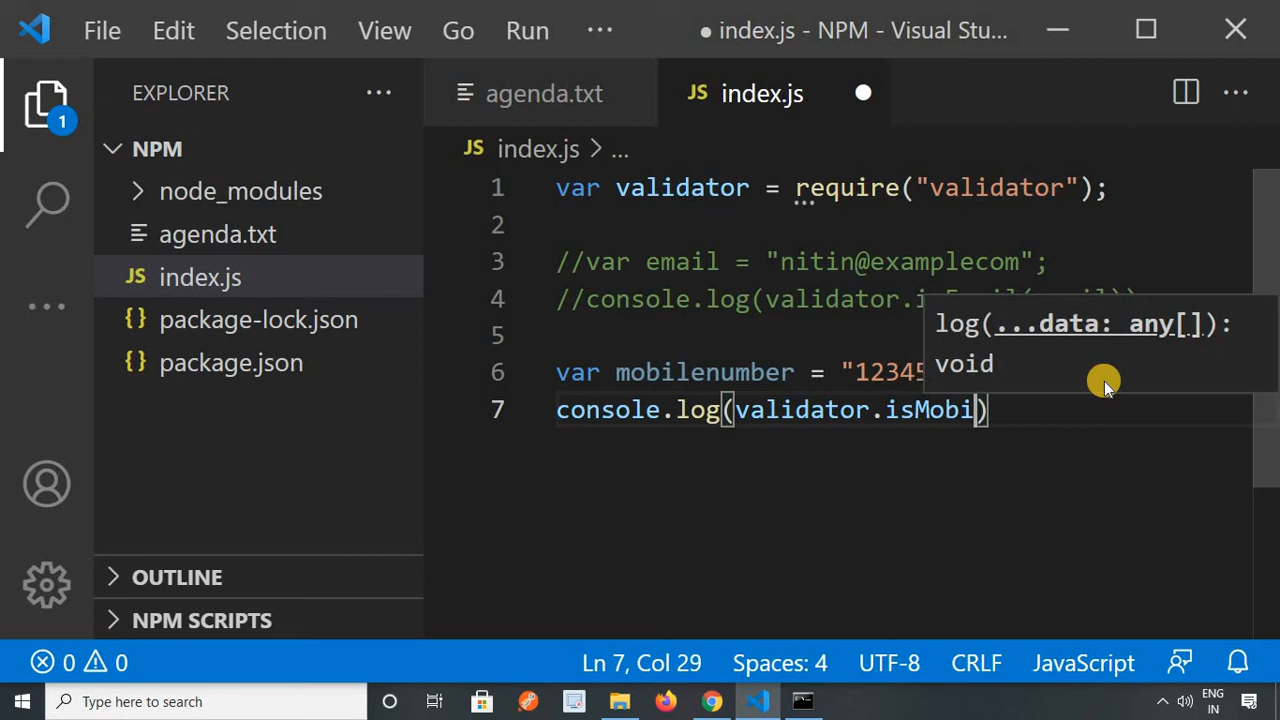 File Edit Selection View Go Run ··· ● index.js - NPM - Visual Stu...
EXPLORER ···
1
NPM
node_modules
agenda.txt
JS index.js
{} package-lock.json
{} package.json
OUTLINE
NPM SCRIPTS
agenda.txt JS index.js ●
JS index.js > ...
1 var validator = require("validator");
2
3 //var email = "nitin@examplecom";
4 //console.log(validator.i
5
6 var mobilenumber = "12345
7 console.log(validator.isMobi)
log(...data: any[]):
void
0 0 Ln 7, Col 29 Spaces: 4 UTF-8 CRLF JavaScript
Type here to search
ENG
IN